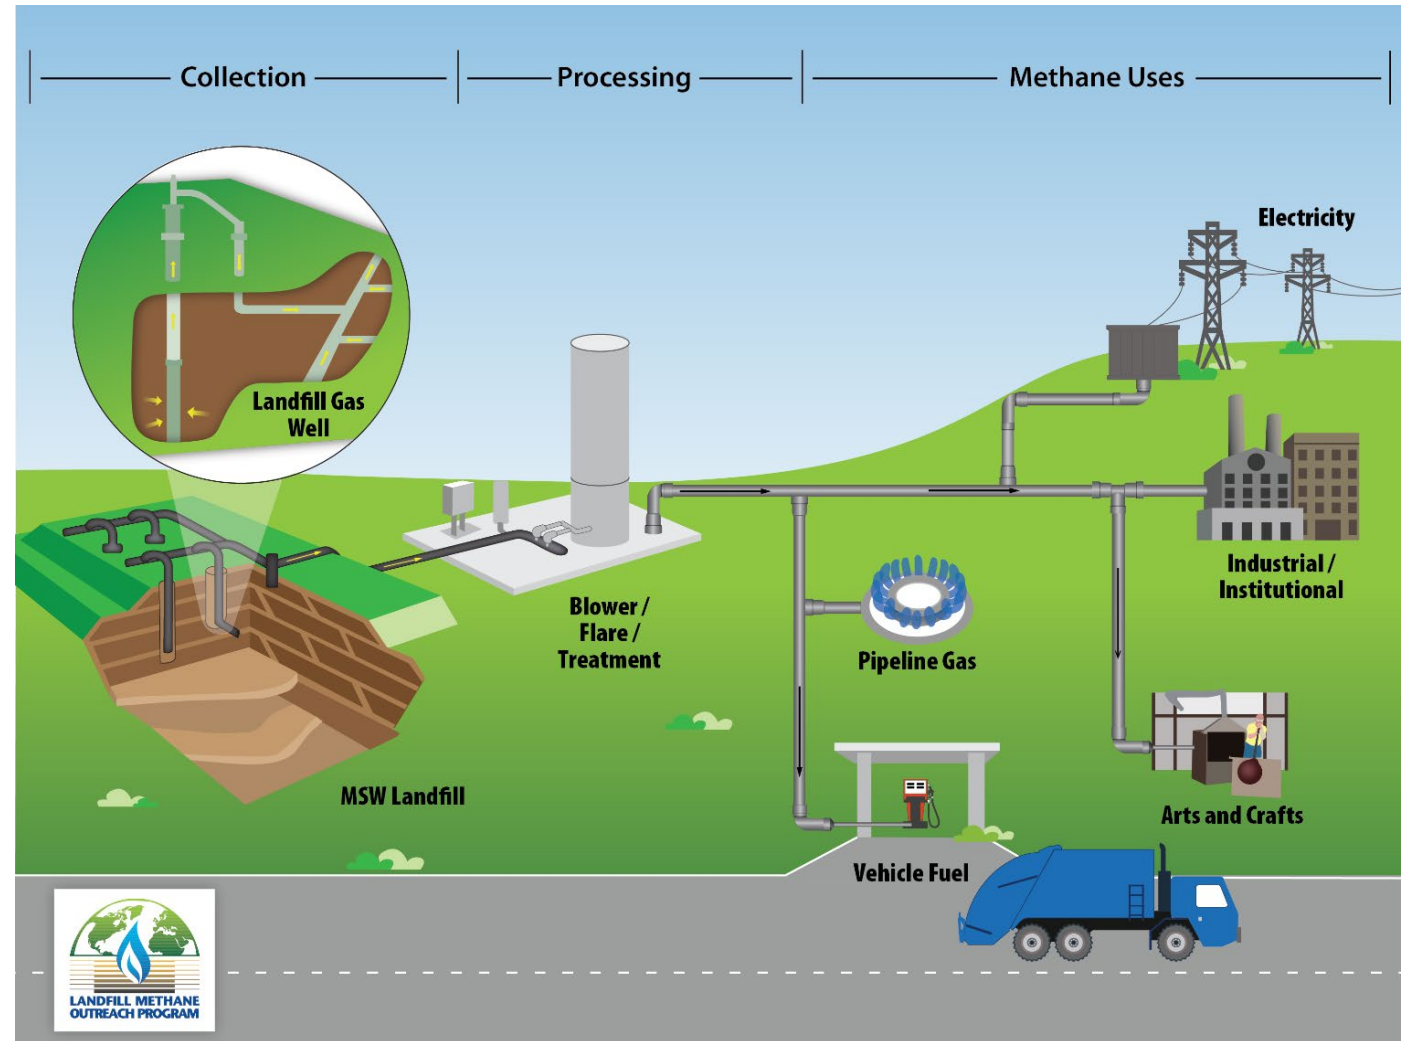 Collection
Processing
Methane Uses
Electricity
Landfill Gas
Well
Industrial /
Institutional
Blower /
Flare /
Treatment
Pipeline Gas
MSW Landfill
Arts and Crafts
Vehicle Fuel
LANDFILL METHANE
OUTREACH PROGRAM